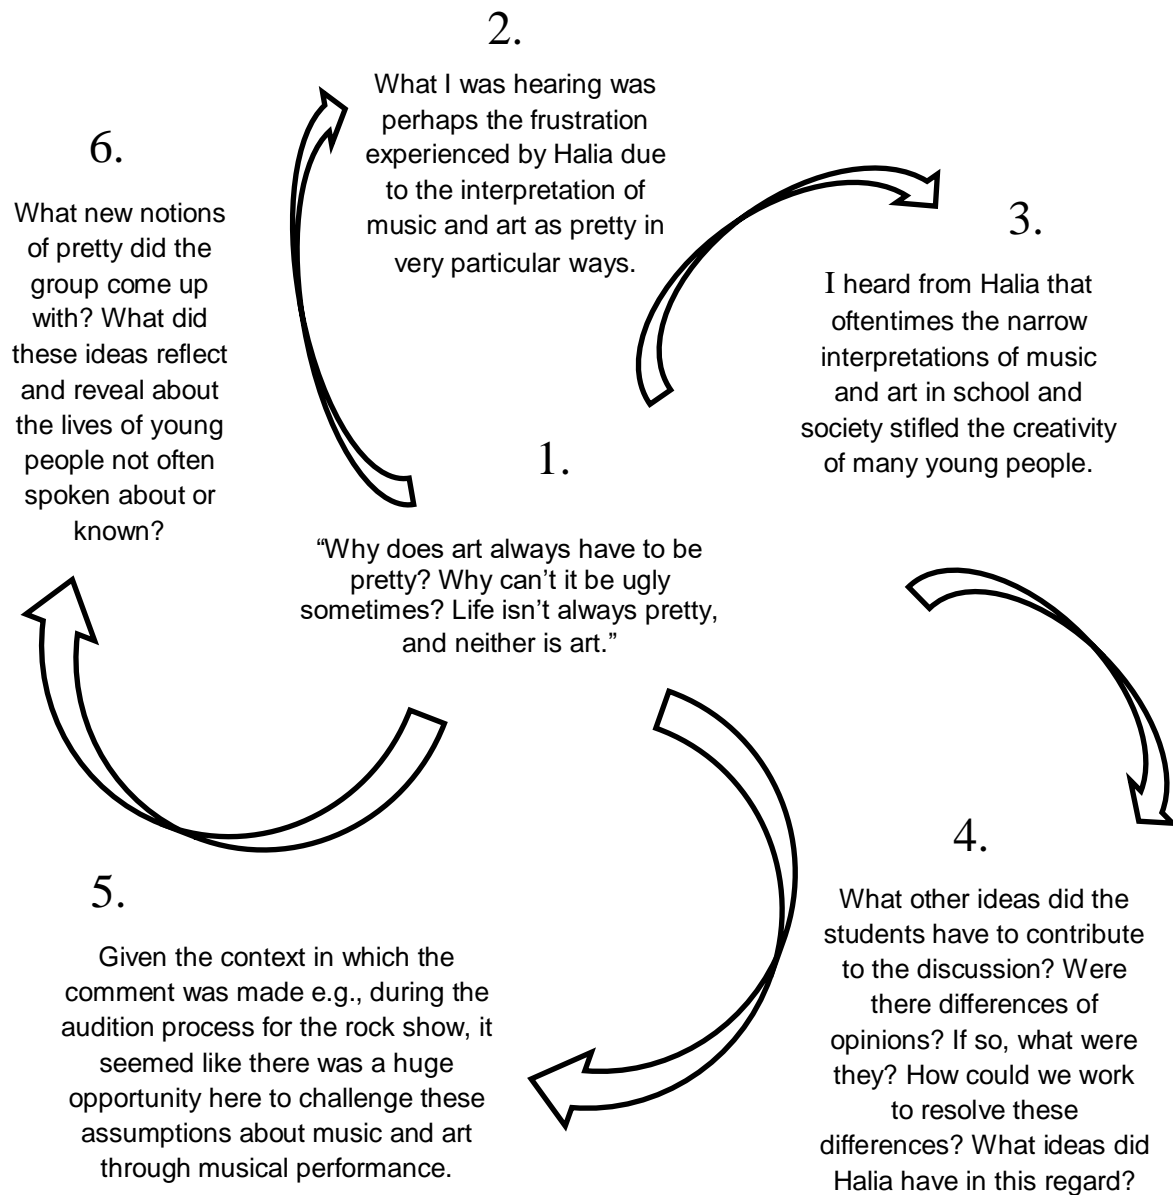 1.
“Why does art always have to be
pretty? Why can’t it be ugly
sometimes? Life isn’t always pretty,
and neither is art.”
2.
What I was hearing was
perhaps the frustration
experienced by Halia due
to the interpretation of
music and art as pretty in
very particular ways.
3.
I heard from Halia that
oftentimes the narrow
interpretations of music
and art in school and
society stifled the creativity
of many young people.
4.
What other ideas did the
students have to contribute
to the discussion? Were
there differences of
opinions? If so, what were
they? How could we work
to resolve these
differences? What ideas did
Halia have in this regard?
5.
Given the context in which the
comment was made e.g., during the
audition process for the rock show, it
seemed like there was a huge
opportunity here to challenge these
assumptions about music and art
through musical performance.
6.
What new notions
of pretty did the
group come up
with? What did
these ideas reflect
and reveal about
the lives of young
people not often
spoken about or
known?